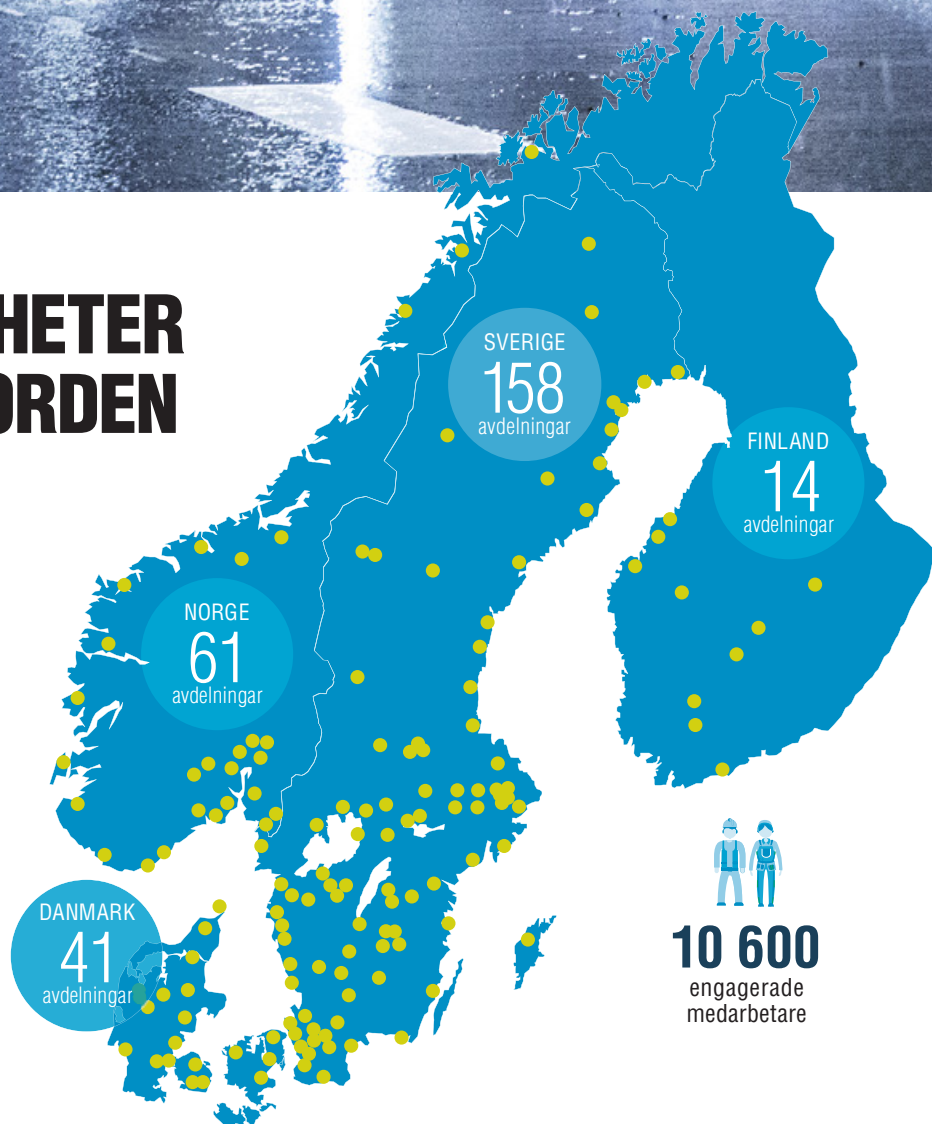 HETER
ORDEN
SVERIGE
158
avdelningar
FINLAND
14
avdelningar
NORGE
61
avdelningar
DANMARK
41
avdelningar
10 600
engagerade
medarbetare